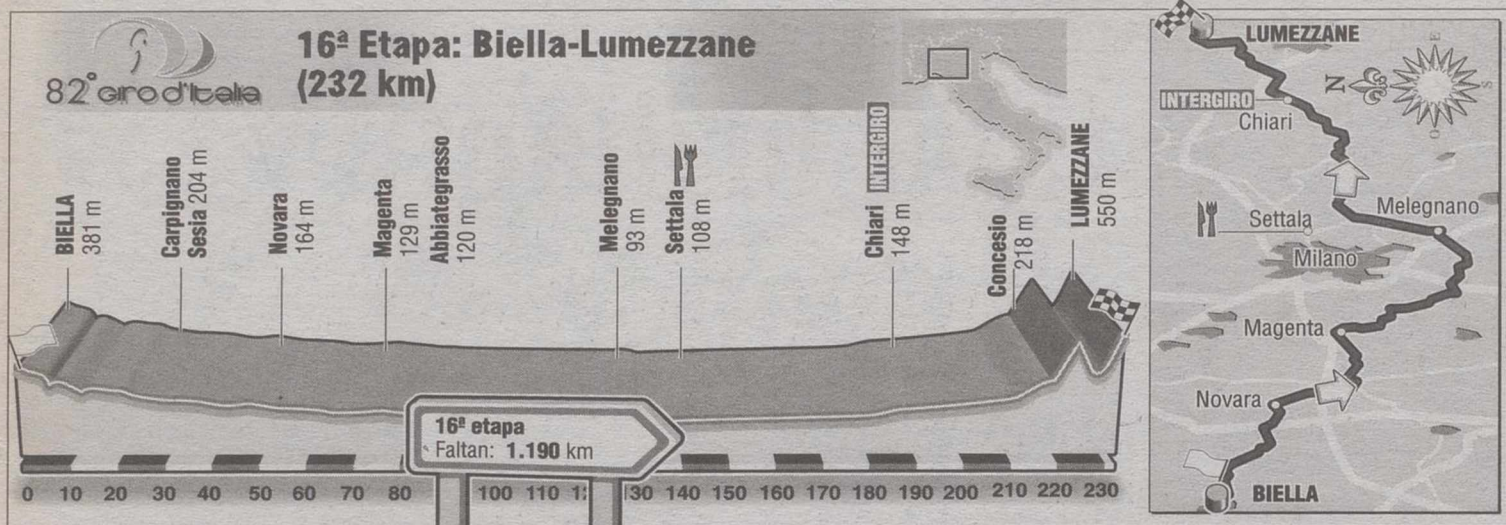 82º Giro d'Italia
16ª Etapa: Biella-Lumezzane
(232 km)
BIELLA
381 m
Carpignano
Sesia 204 m
Novara
164 m
Magenta
129 m
Abbiategrasso
120 m
Melegnano
93 m
Settala
108 m
INTERGIRO
Chiari
148 m
Concesio
218 m
LUMEZZANE
550 m
16ª etapa
Faltan: 1.190 km
0 10 20 30 40 50 60 70 80 100 110 130 140 150 160 170 180 190 200 210 220 230
LUMEZZANE
E
N
S
O
INTERGIRO
Chiari
Melegnano
Settala
Milano
Magenta
Novara
BIELLA